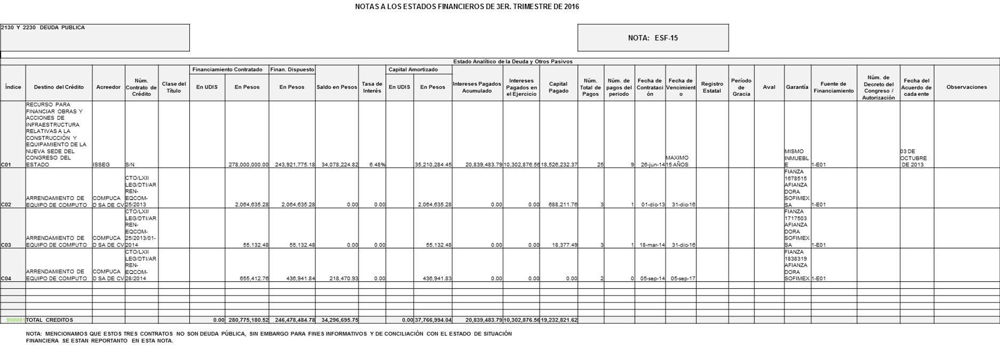 NOTAS A LOS ESTADOS FINANCIEROS DE 3ER. TRIMESTRE DE 2016
2130 Y 2230 DEUDA PUBLICA
NOTA: ESF-15
Estado Analítico de la Deuda y Otros Pasivos
Financiamiento Contratado
Finan. Dispuesto
Capital Amortizado
Índice
Destino del Crédito
Acreedor
Núm.
Contrato de
Crédito
Clase del
Título
En UDIS
En Pesos
En Pesos
Saldo en Pesos
Tasa de
Interés
En UDIS
En Pesos
Intereses Pagados
Acumulado
Intereses
Pagados en
el Ejercicio
Capital
Pagado
Núm.
Total de
Pagos
Núm. de
pagos del
periodo
Fecha de
Contrataci
ón
Fecha de
Vencimient
o
Registro
Estatal
Período
de
Gracia
Aval
Garantía
Fuente de
Financiamiento
Núm. de
Decreto del
Congreso /
Autorización
Fecha del
Acuerdo de
cada ente
Observaciones
C01
RECURSO PARA
FINANCIAR OBRAS Y
ACCIONES DE
INFRAESTRUCTURA
RELATIVAS A LA
CONSTRUCCIÓN Y
EQUIPAMIENTO DE LA
NUEVA SEDE DEL
CONGRESO DEL
ESTADO
ISSEG
S/N
278,000,000.00
243,921,775.18
34,078,224.82
6.48%
35,210,284.45
20,839,483.79
10,302,876.56
18,526,232.37
25
9
26-jun-14
MAXIMO
15 AÑOS
MISMO
INMUEBL
E
1-E01
03 DE
OCTUBRE
DE 2013
C02
ARRENDAMIENTO DE
EQUIPO DE COMPUTO
COMPUCA
D SA DE CV
CTO/LXII
LEG/DTI/AR
REN-
EQCOM-
25/2013
2,064,635.28
2,064,635.28
0.00
0.00
2,064,635.28
0.00
0.00
688,211.76
3
1
01-dic-13
31-dic-16
FIANZA
1678515
AFIANZA
DORA
SOFIMEX
SA
1-E01
C03
ARRENDAMIENTO DE
EQUIPO DE COMPUTO
COMPUCA
D SA DE CV
CTO/LXII
LEG/DTI/AR
REN-
EQCOM-
25/2013/01-
2014
55,132.48
55,132.48
0.00
0.00
55,132.48
0.00
0.00
18,377.49
3
1
18-mar-14
31-dic-16
FIANZA
1717503
AFIANZA
DORA
SOFIMEX
SA
1-E01
C04
ARRENDAMIENTO DE
EQUIPO DE COMPUTO
COMPUCA
D SA DE CV
CTO/LXII
LEG/DTI/AR
REN-
EQCOM-
28/2014
655,412.76
436,941.84
218,470.93
0.00
436,941.83
0.00
0.00
0.00
2
0
05-sep-14
05-sep-17
FIANZA
1838319
AFIANZA
DORA
SOFIMEX
1-E01
900001
TOTAL CREDITOS
0.00
280,775,180.52
246,478,484.78
34,296,695.75
0.00
37,766,994.04
20,839,483.79
10,302,876.56
19,232,821.62
NOTA: MENCIONAMOS QUE ESTOS TRES CONTRATOS NO SON DEUDA PÚBLICA, SIN EMBARGO PARA FINES INFORMATIVOS Y DE CONCILIACIÓN CON EL ESTADO DE SITUACIÓN
FINANCIERA SE ESTAN REPORTANTO EN ESTA NOTA.